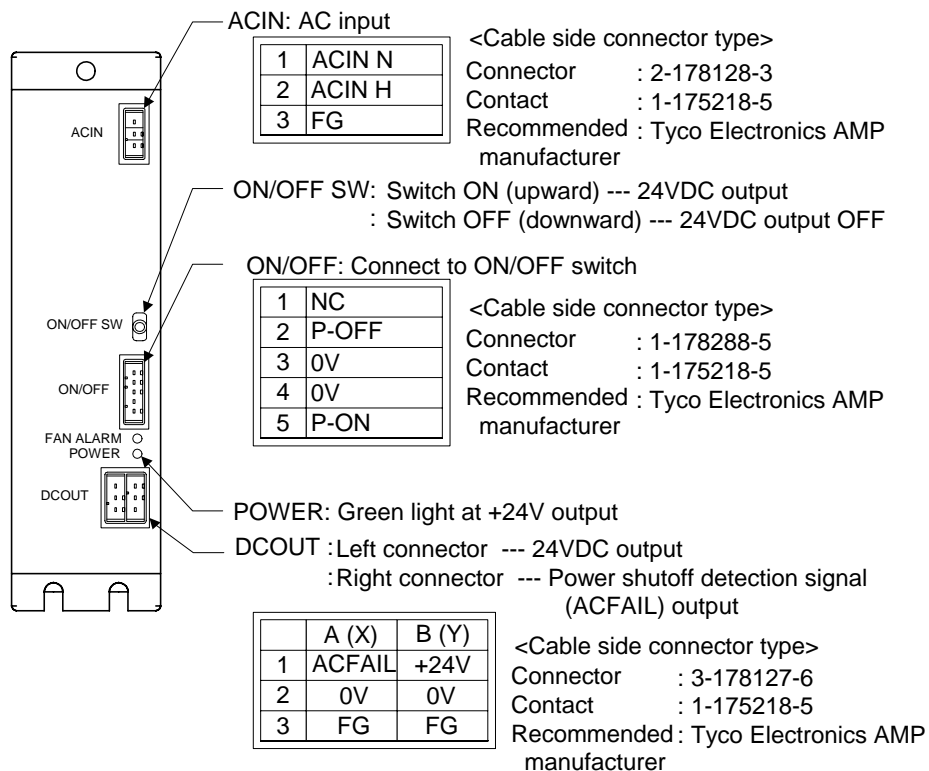 ACIN: AC input
1 ACIN N
2 ACIN H
3 FG
<Cable side connector type>
Connector : 2-178128-3
Contact : 1-175218-5
Recommended : Tyco Electronics AMP
manufacturer
ACIN
ON/OFF SW: Switch ON (upward) --- 24VDC output
: Switch OFF (downward) --- 24VDC output OFF
ON/OFF: Connect to ON/OFF switch
1 NC
2 P-OFF
3 0V
4 0V
5 P-ON
<Cable side connector type>
Connector : 1-178288-5
Contact : 1-175218-5
Recommended : Tyco Electronics AMP
manufacturer
ON/OFF SW
ON/OFF
FAN ALARM
POWER
DCOUT
POWER: Green light at +24V output
DCOUT : Left connector --- 24VDC output
: Right connector --- Power shutoff detection signal
(ACFAIL) output
A (X) B (Y)
1 ACFAIL +24V
2 0V 0V
3 FG FG
<Cable side connector type>
Connector : 3-178127-6
Contact : 1-175218-5
Recommended : Tyco Electronics AMP
manufacturer